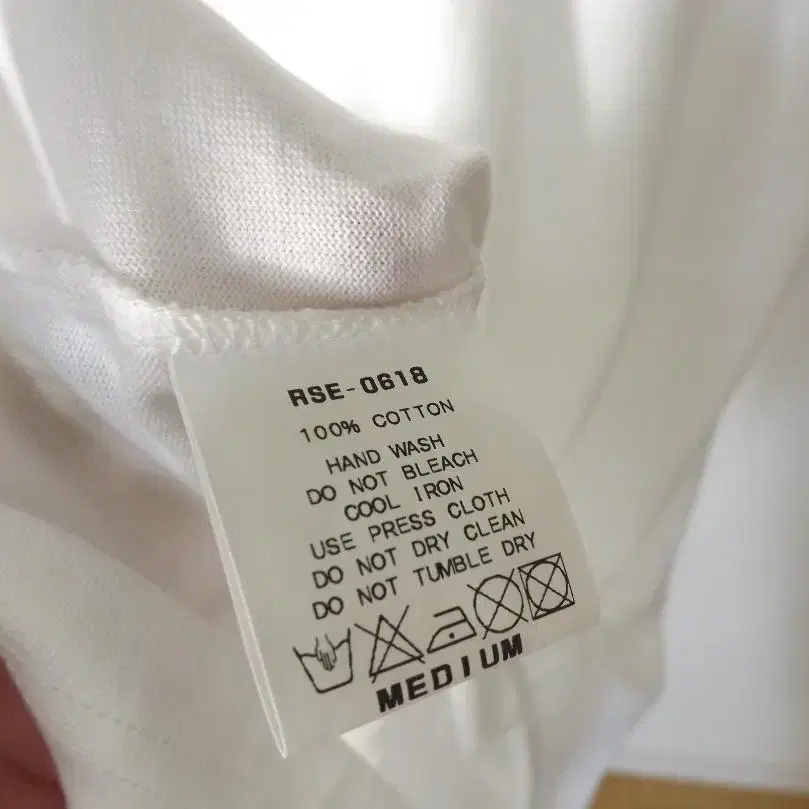 RSE-0618
100% COTTON
HAND WASH
DO NOT BLEACH
COOL IRON
USE PRESS CLOTH
DO NOT DRY CLEAN
DO NOT TUMBLE DRY
MEDIUM